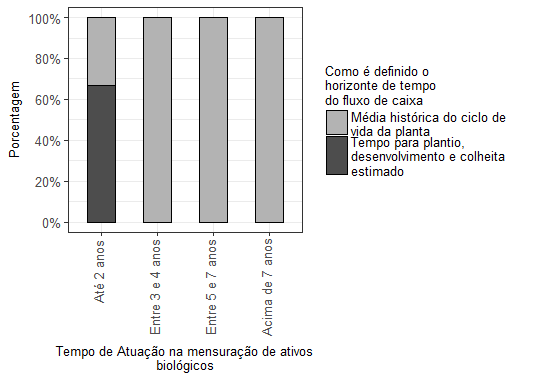 100%
80%
60%
40%
20%
0%
Porcentagem
Até 2 anos
Entre 3 e 4 anos
Entre 5 e 7 anos
Acima de 7 anos
Tempo de Atuação na mensuração de ativos
biológicos
Como é definido o
horizonte de tempo
do fluxo de caixa
Média histórica do ciclo de
vida da planta
Tempo para plantio,
desenvolvimento e colheita
estimado